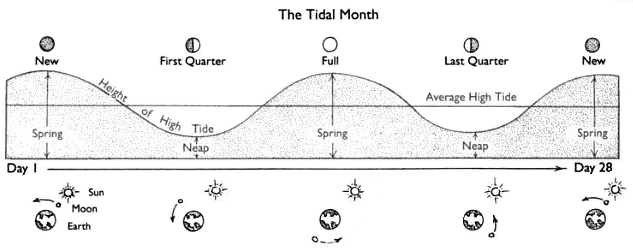 The Tidal Month
New First Quarter Full Last Quarter New
Height of High Tide
Average High Tide
Spring Neap Spring Neap Spring
Day 1 Day 28
Sun
Moon
Earth